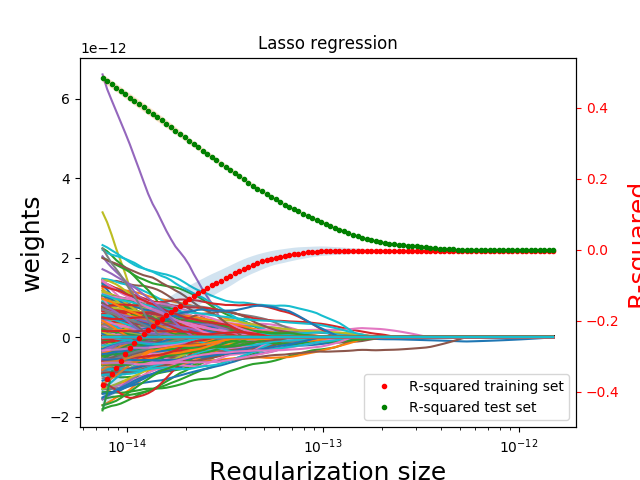 Lasso regression
1e−12
6
4
2
0
−2
weights
0.4
0.2
0.0
−0.2
−0.4
R-squared
R-squared training set
R-squared test set
10⁻¹⁴
10⁻¹³
10⁻¹²
Regularization size